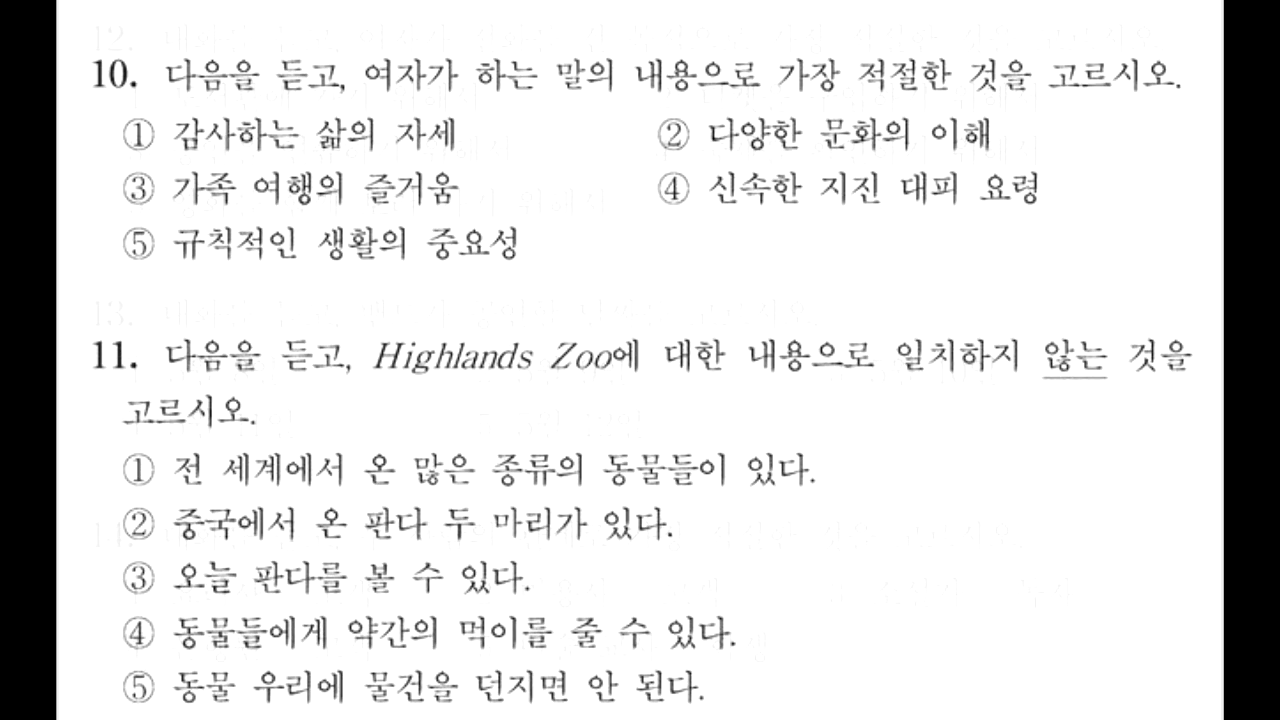 10. 다음을 듣고, 여자가 하는 말의 내용으로 가장 적절한 것을 고르시오.
① 감사하는 삶의 자세 ② 다양한 문화의 이해
③ 가족 여행의 즐거움 ④ 신속한 지진 대피 요령
⑤ 규칙적인 생활의 중요성
11. 다음을 듣고, Highlands Zoo에 대한 내용으로 일치하지 않는 것을
고르시오.
① 전 세계에서 온 많은 종류의 동물들이 있다.
② 중국에서 온 판다 두 마리가 있다.
③ 오늘 판다를 볼 수 있다.
④ 동물들에게 약간의 먹이를 줄 수 있다.
⑤ 동물 우리에 물건을 던지면 안 된다.